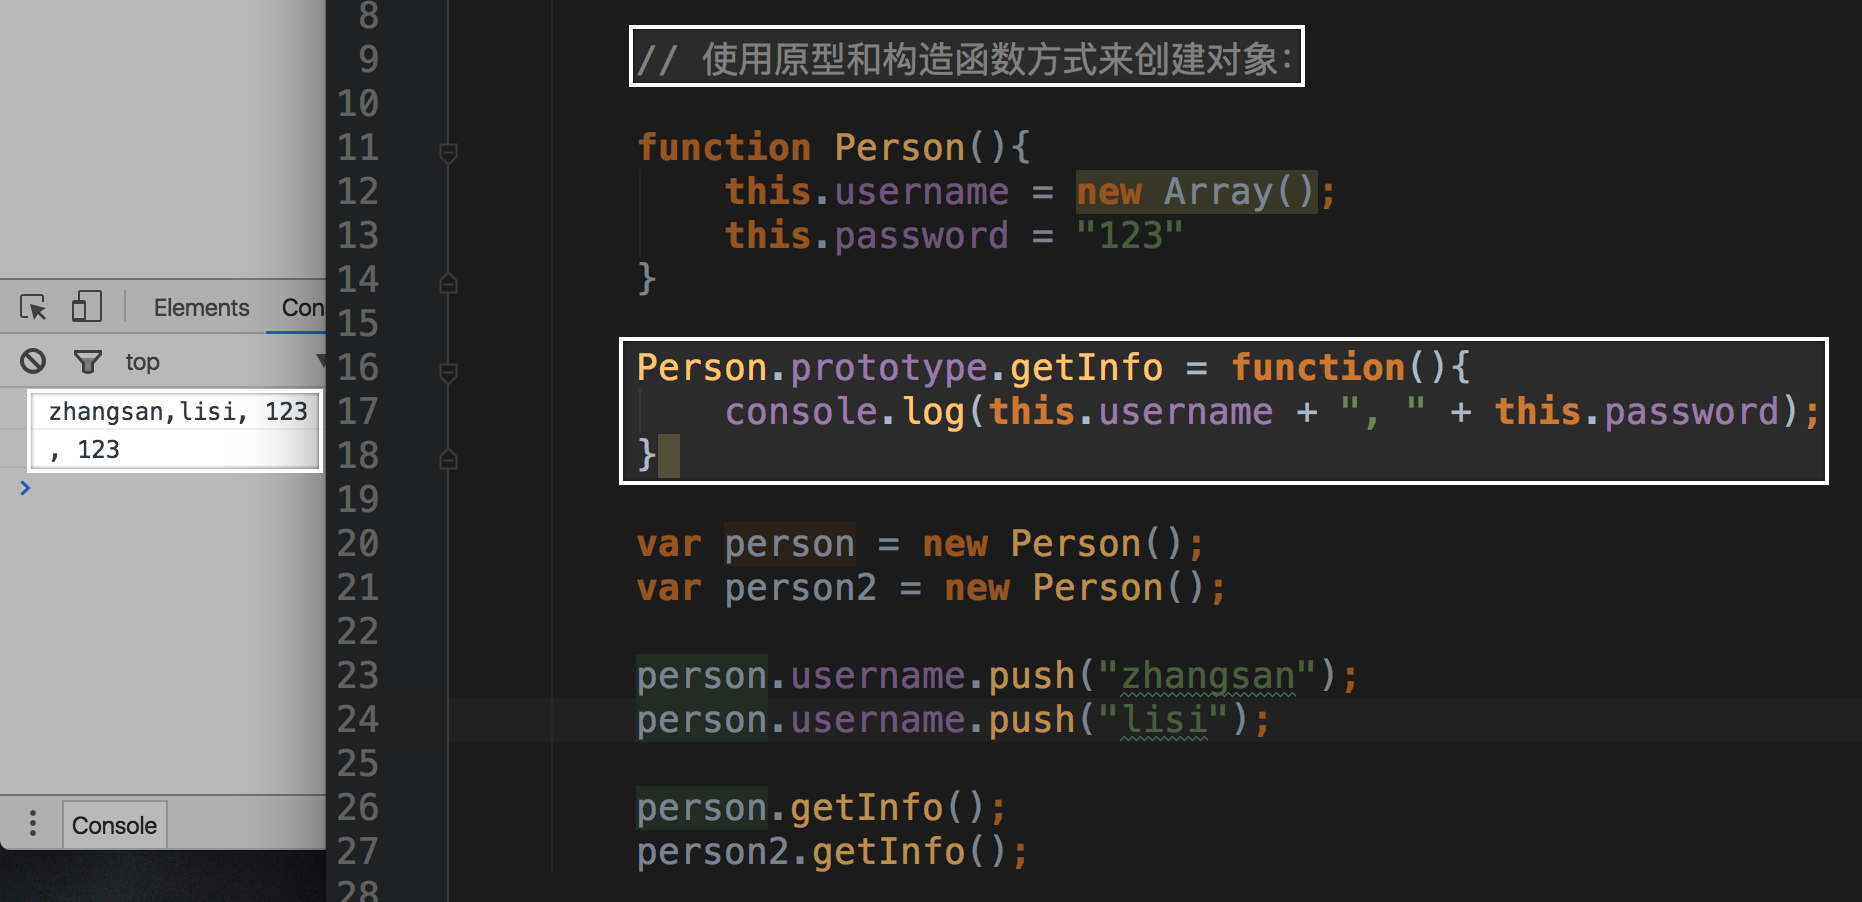 Elements Con
top
zhangsan,lisi, 123
, 123
>
Console
8
9 // 使用原型和构造函数方式来创建对象:
10
11 function Person(){
12 this.username = new Array();
13 this.password = "123"
14 }
15
16 Person.prototype.getInfo = function(){
17 console.log(this.username + ", " + this.password);
18 }
19
20 var person = new Person();
21 var person2 = new Person();
22
23 person.username.push("zhangsan");
24 person.username.push("lisi");
25
26 person.getInfo();
27 person2.getInfo();
28